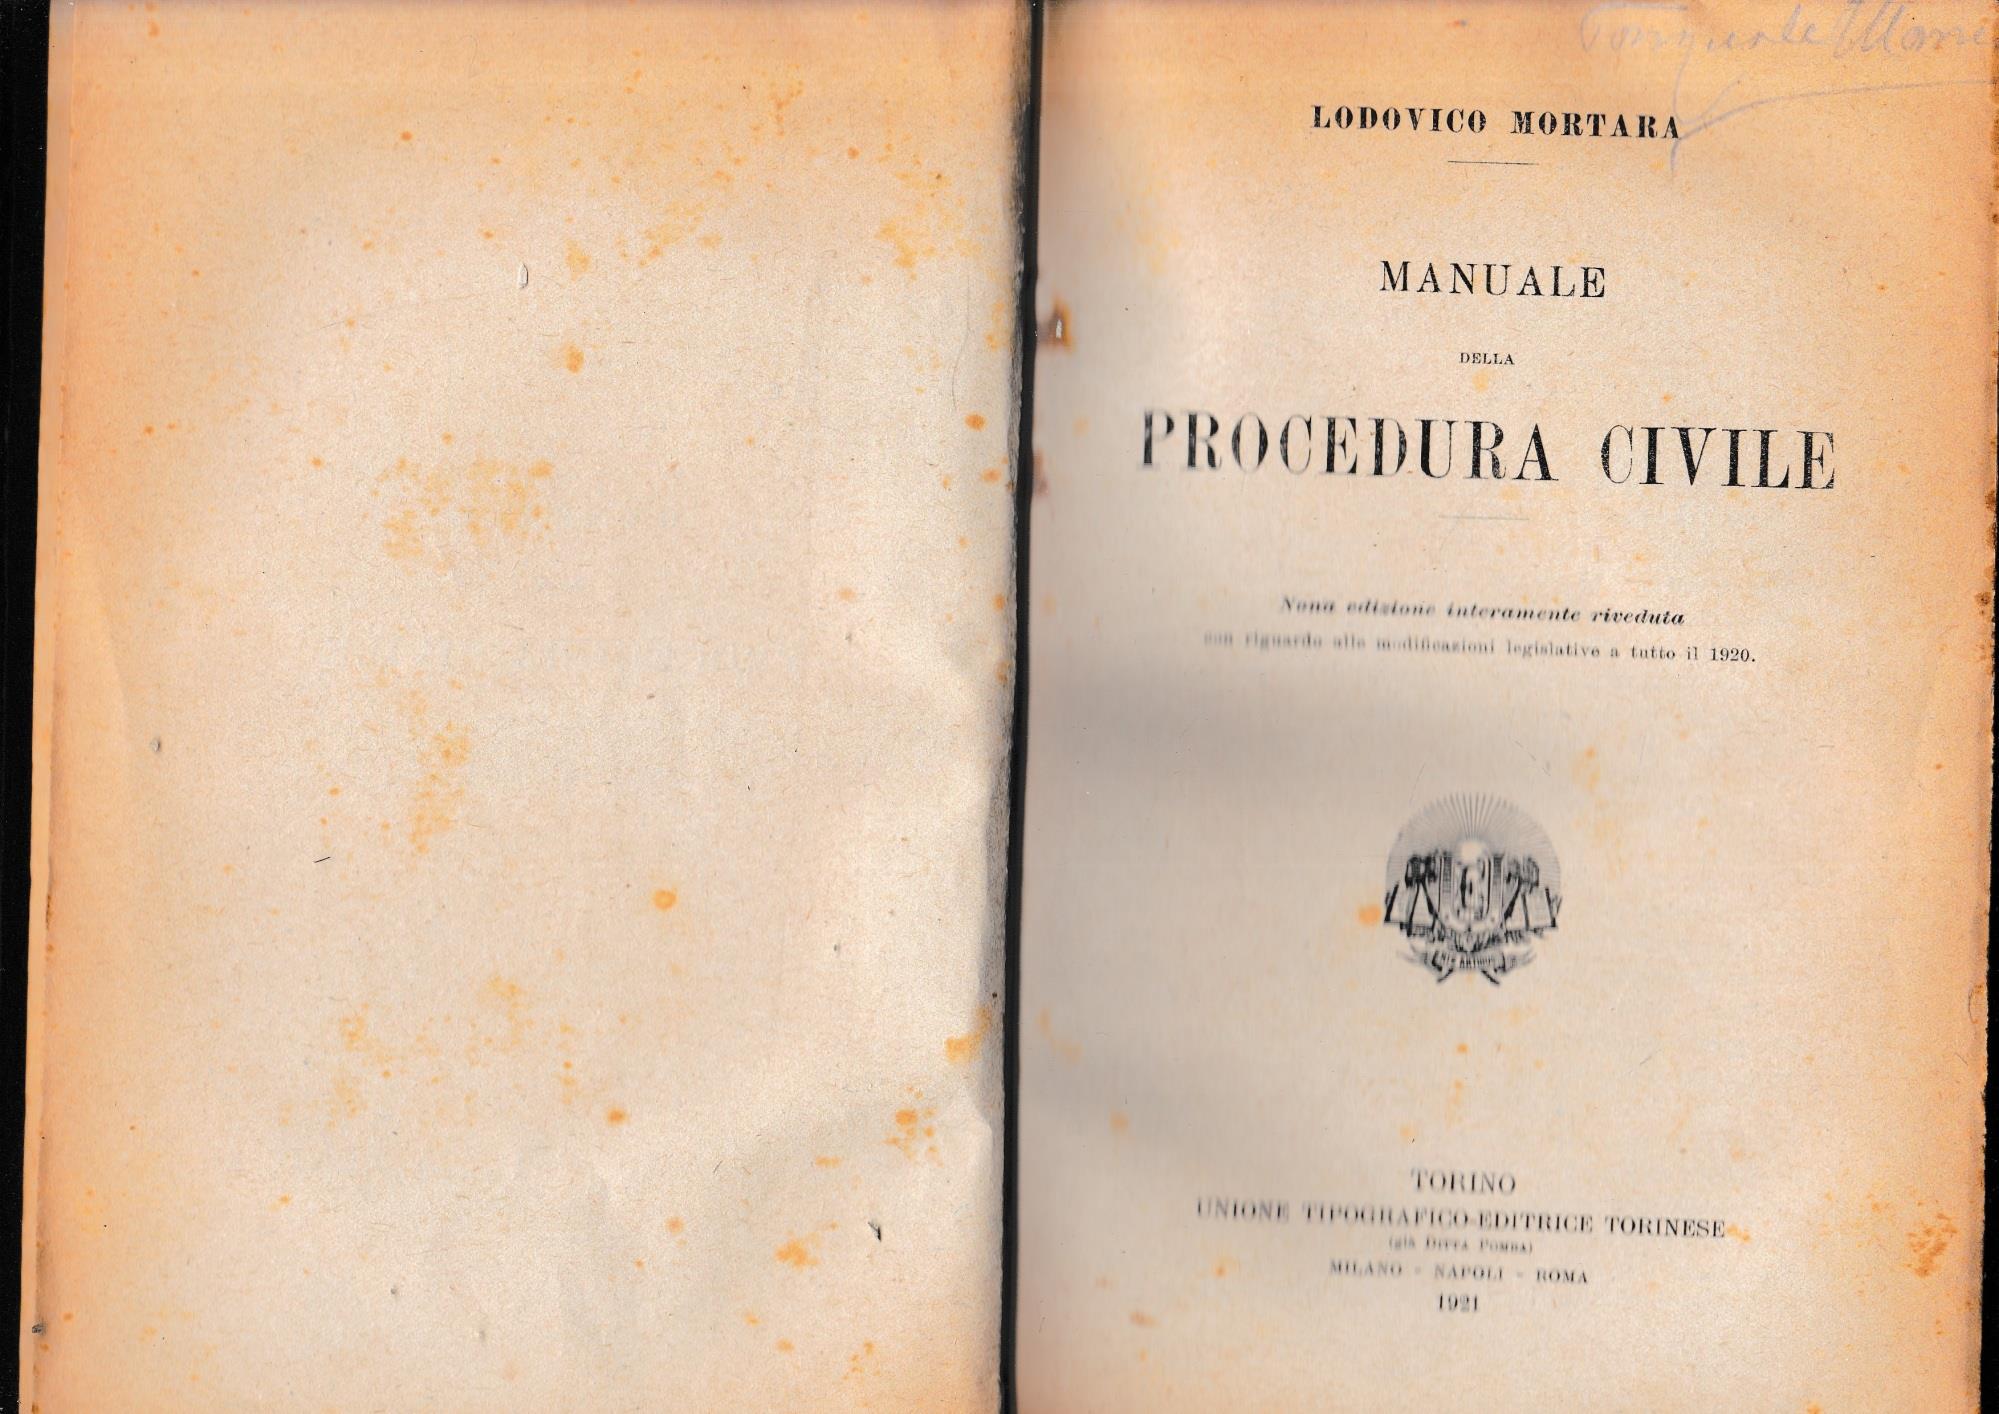 LODOVICO MORTARA
MANUALE
DELLA
PROCEDURA CIVILE
Nona edizione interamente riveduta
con riguardo alle modificazioni legislative a tutto il 1920.
TORINO
UNIONE TIPOGRAFICO-EDITRICE TORINESE
(già DITTA POMBA)
MILANO - NAPOLI - ROMA
1921